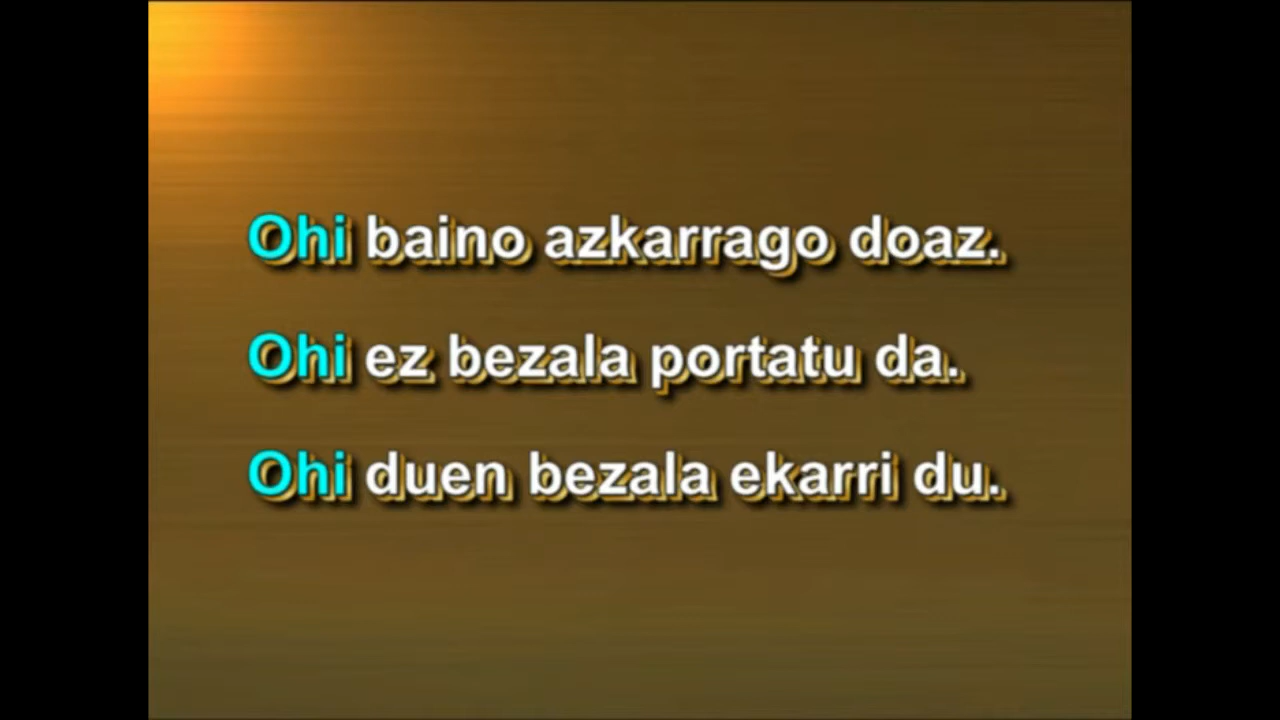 Ohi baino azkarrago doaz.
Ohi ez bezala portatu da.
Ohi duen bezala ekarri du.